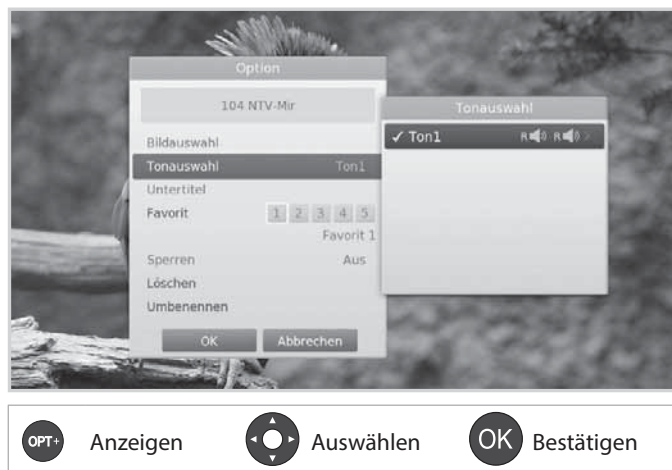 Option
104 NTV-Mir
Bildauswahl
Tonauswahl Ton1
Untertitel
Favorit 1 2 3 4 5
Favorit 1
Sperren Aus
Löschen
Umbenennen
OK Abbrechen
Tonauswahl
✓ Ton1 R R >
OPT+ Anzeigen Auswählen OK Bestätigen